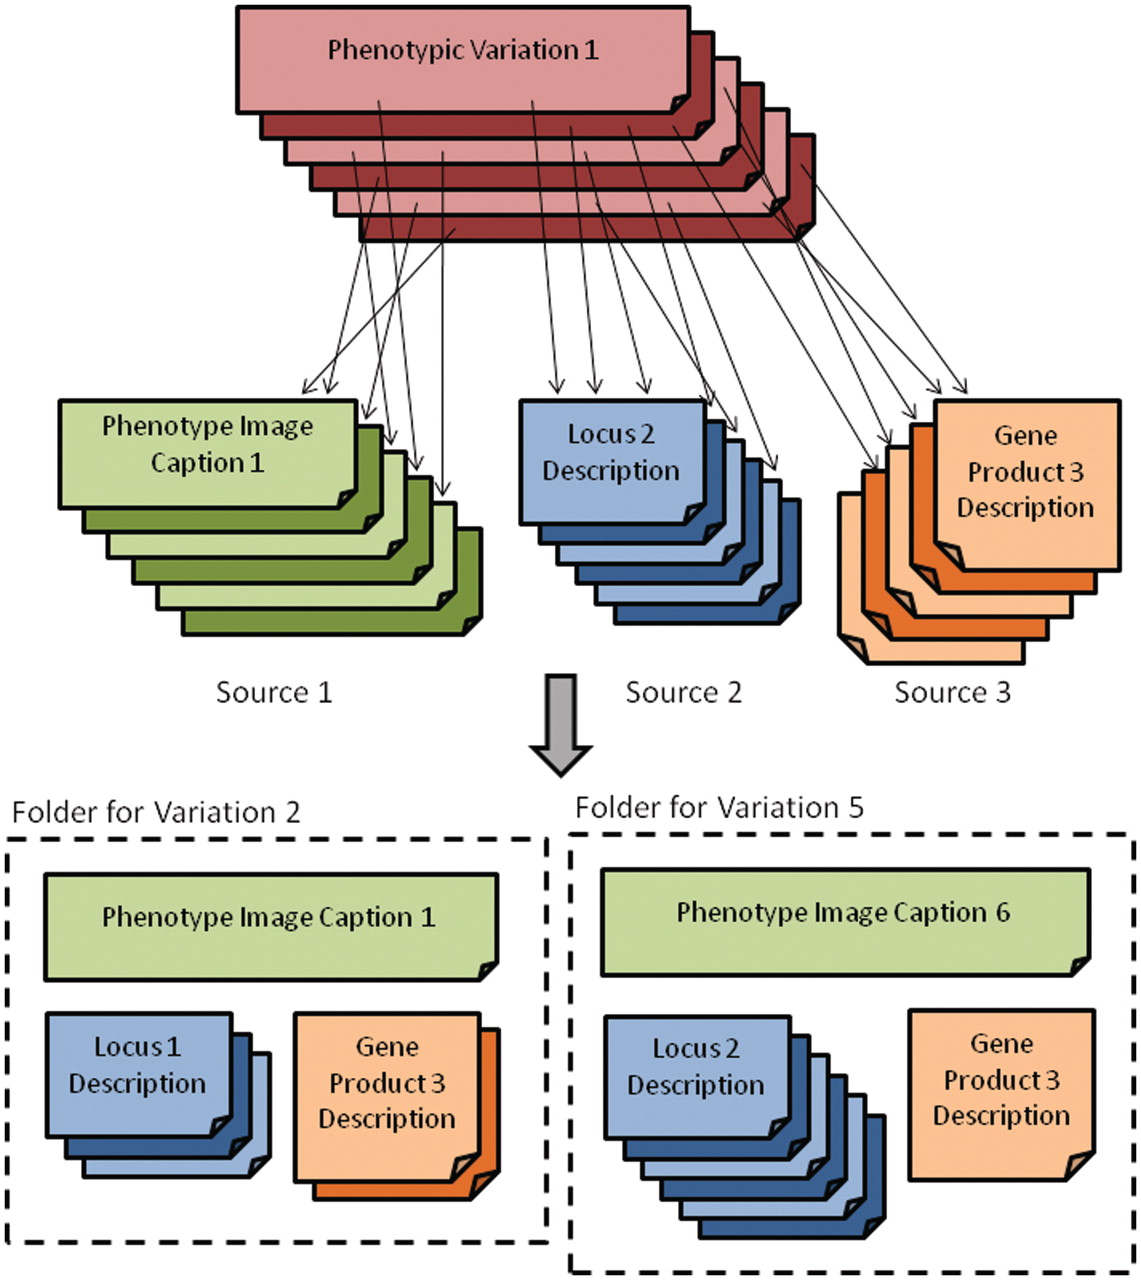 Phenotypic Variation 1
Phenotype Image
Caption 1
Locus 2
Description
Gene
Product 3
Description
Source 1
Source 2
Source 3
Folder for Variation 2
Folder for Variation 5
Phenotype Image Caption 1
Locus 1
Description
Gene
Product 3
Description
Phenotype Image Caption 6
Locus 2
Description
Gene
Product 3
Description